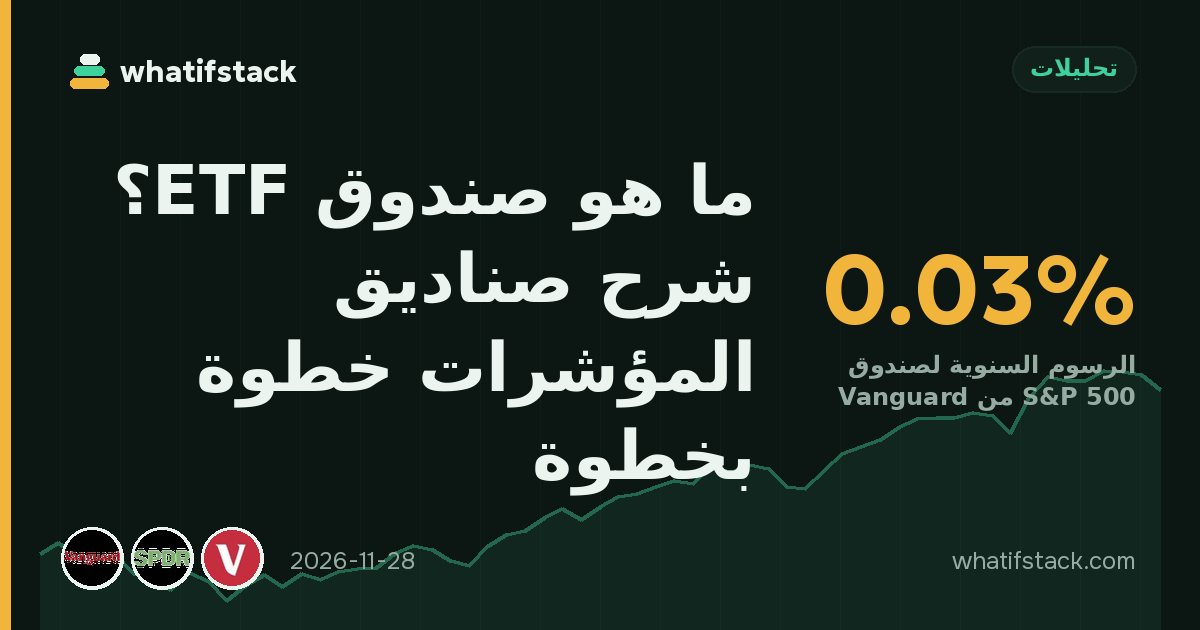 whatifstack
تحليلات
ما هو صندوق ETF؟
شرح صناديق
المؤشرات خطوة
بخطوة
0.03%
الرسوم السنوية لصندوق
S&P 500 من Vanguard
Vanguard
SPDR
V
2026-11-28
whatifstack.com